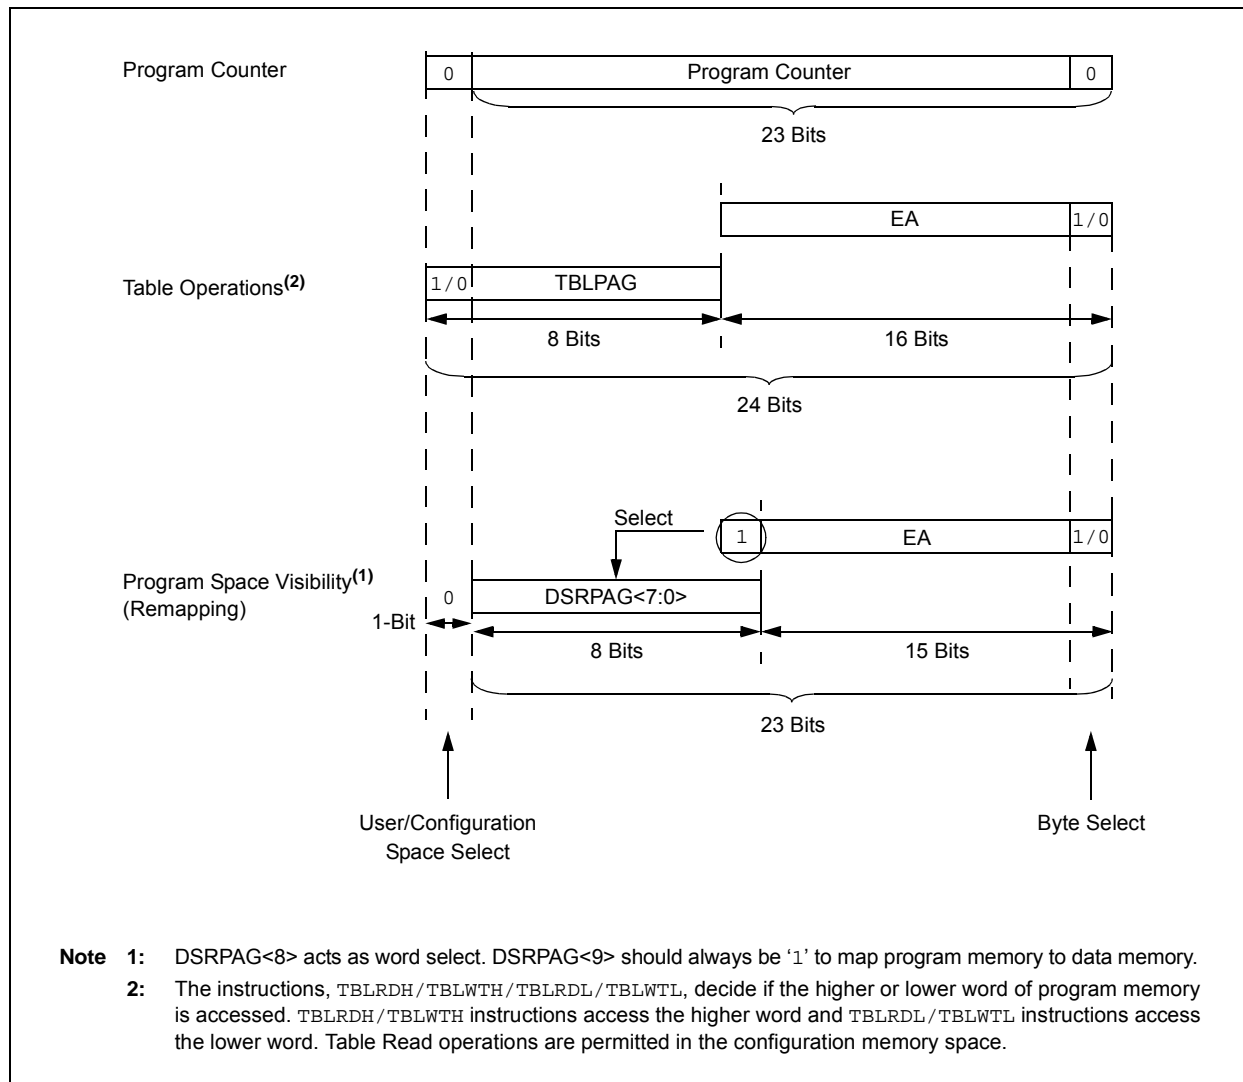 Program Counter
0
Program Counter
0
23 Bits
EA
1/0
Table Operations(2)
1/0
TBLPAG
8 Bits
16 Bits
24 Bits
Select
1
EA
1/0
Program Space Visibility(1)
(Remapping)
0
DSRPAG<7:0>
1-Bit
8 Bits
15 Bits
23 Bits
User/Configuration
Space Select
Byte Select
Note 1: DSRPAG<8> acts as word select. DSRPAG<9> should always be ‘1’ to map program memory to data memory.
2: The instructions, TBLRDH/TBLWTH/TBLRDL/TBLWTL, decide if the higher or lower word of program memory
is accessed. TBLRDH/TBLWTH instructions access the higher word and TBLRDL/TBLWTL instructions access
the lower word. Table Read operations are permitted in the configuration memory space.